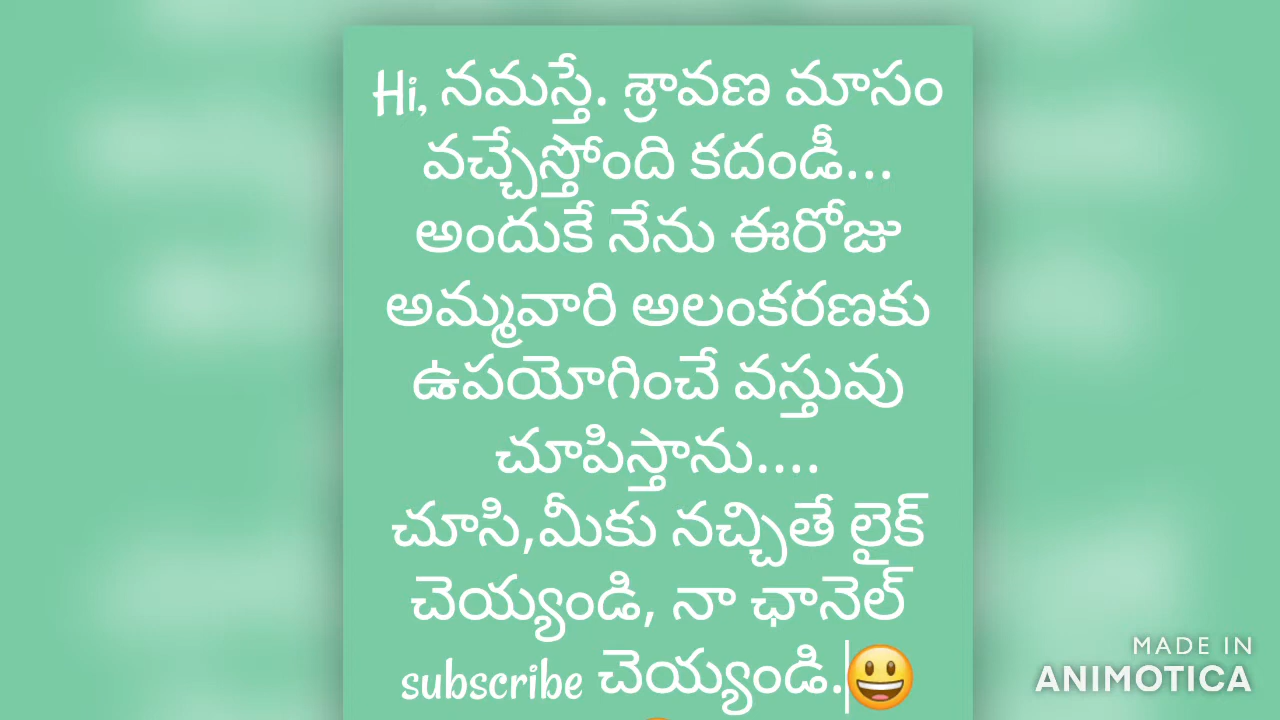 Hi, నమస్తే. శ్రావణ మాసం
వచ్చేస్తోంది కదండీ...
అందుకే నేను ఈరోజు
అమ్మవారి అలంకరణకు
ఉపయోగించే వస్తువు
చూపిస్తాను....
చూసి,మీకు నచ్చితే లైక్
చెయ్యండి, నా ఛానెల్
subscribe చెయ్యండి.😃
MADE IN
ANIMOTICA